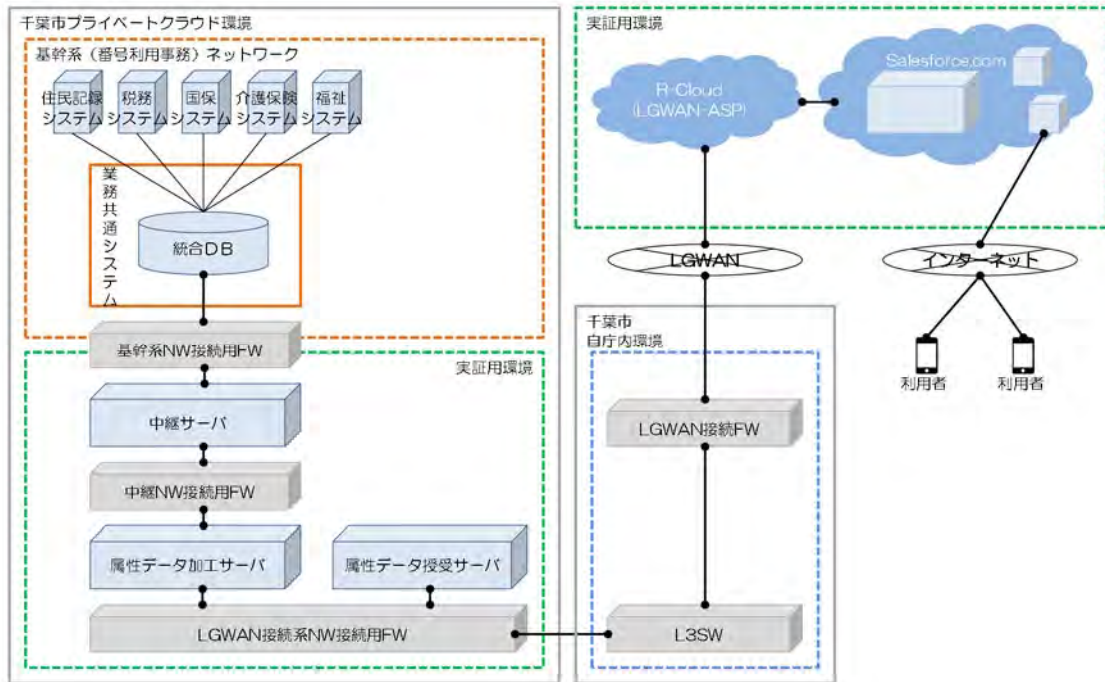 千葉市プライベートクラウド環境
基幹系（番号利用事務）ネットワーク
住民記録
システム
税務
システム
国保
システム
介護保険
システム
福祉
システム
業務共通システム
統合DB
基幹系NW接続用FW
実証用環境
中継サーバ
中継NW接続用FW
属性データ加工サーバ
属性データ授受サーバ
LGWAN接続系NW接続用FW
実証用環境
R-Cloud
(LGWAN-ASP)
Salesforce.com
LGWAN
インターネット
利用者
利用者
千葉市
自庁内環境
LGWAN接続FW
L3SW